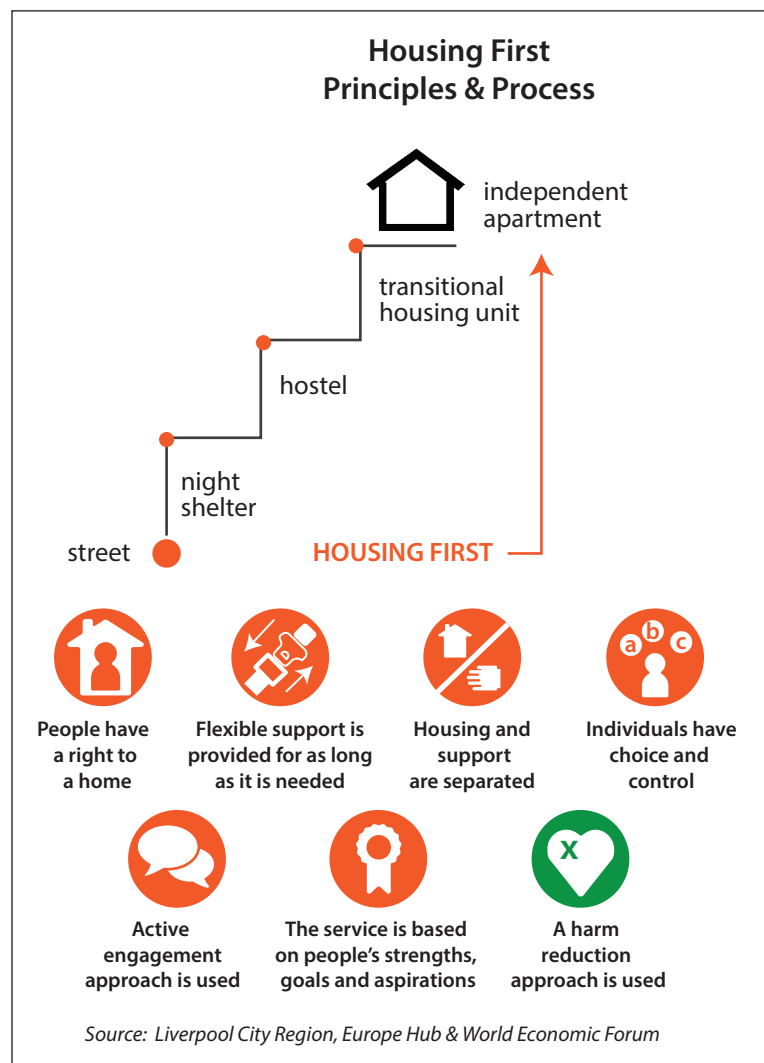 Housing First
Principles & Process
independent
apartment
transitional
housing unit
hostel
night
shelter
street
HOUSING FIRST
People have
a right to
a home
Flexible support is
provided for as long
as it is needed
Housing and
support
are separated
a b c
Individuals have
choice and
control
Active
engagement
approach is used
The service is based
on people's strengths,
goals and aspirations
X
A harm
reduction
approach is used
Source: Liverpool City Region, Europe Hub & World Economic Forum